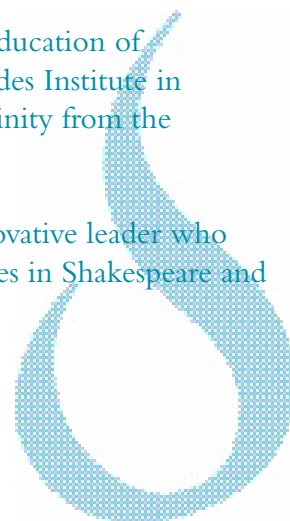 ducation of
des Institute in
inity from the
ovative leader who
es in Shakespeare and